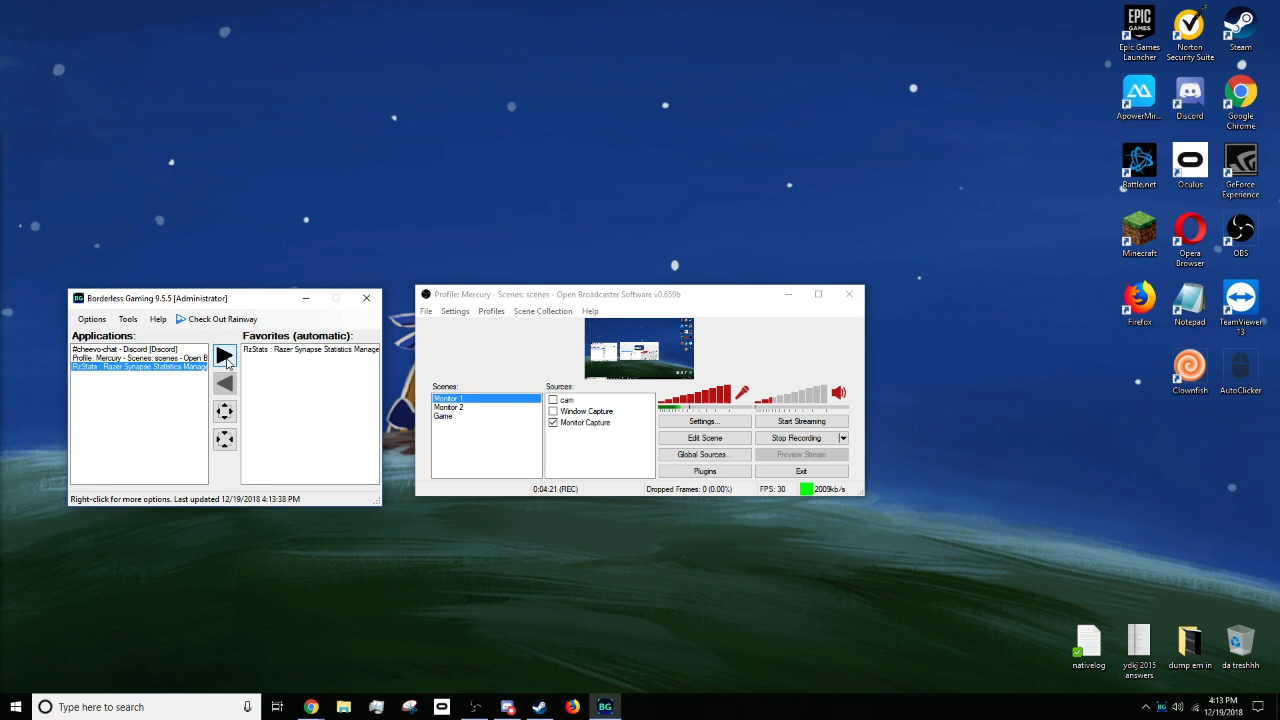 Epic Games
Launcher
Norton
Security Suite
Steam
ApowerMir...
Discord
Google
Chrome
Battle.net
Oculus
GeForce
Experience
Minecraft
Opera
Browser
OBS
Firefox
Notepad
TeamViewer
13
Clownfish
AutoClicker
Borderless Gaming 9.5.5 [Administrator]
Options Tools Help Check Out Rainway
Applications:
Favorites (automatic):
#cheevo-chat - Discord [Discord]
Profile: Mercury - Scenes: scenes - Open B
RzStats : Razer Synapse Statistics Manage
RzStats : Razer Synapse Statistics Manage
Right-click for more options. Last updated 12/19/2018 4:13:38 PM
Profile: Mercury - Scenes: scenes - Open Broadcaster Software v0.659b
File Settings Profiles Scene Collection Help
Scenes:
Monitor 1
Monitor 2
Game
Sources:
cam
Window Capture
Monitor Capture
Settings...
Start Streaming
Edit Scene
Stop Recording
Global Sources...
Preview Stream
Plugins
Exit
0:04:21 (REC) Dropped Frames: 0 (0.00%) FPS: 30 2009kb/s
nativelog
ydkj 2015
answers
dump em in
da treshhh
Type here to search
BG
4:13 PM
12/19/2018